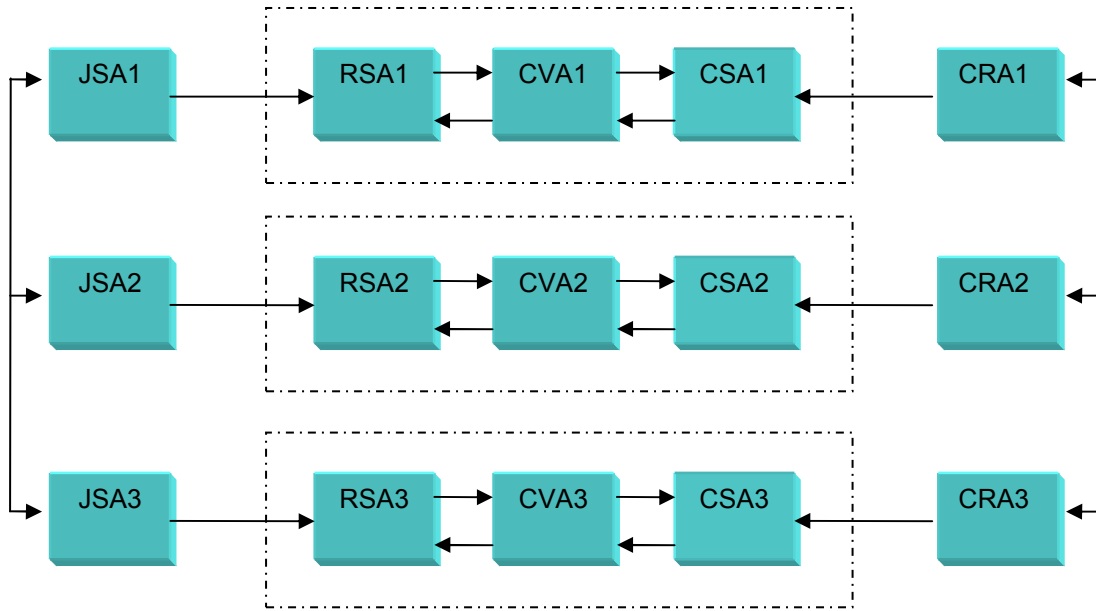 JSA1 RSA1 CVA1 CSA1 CRA1
JSA2 RSA2 CVA2 CSA2 CRA2
JSA3 RSA3 CVA3 CSA3 CRA3